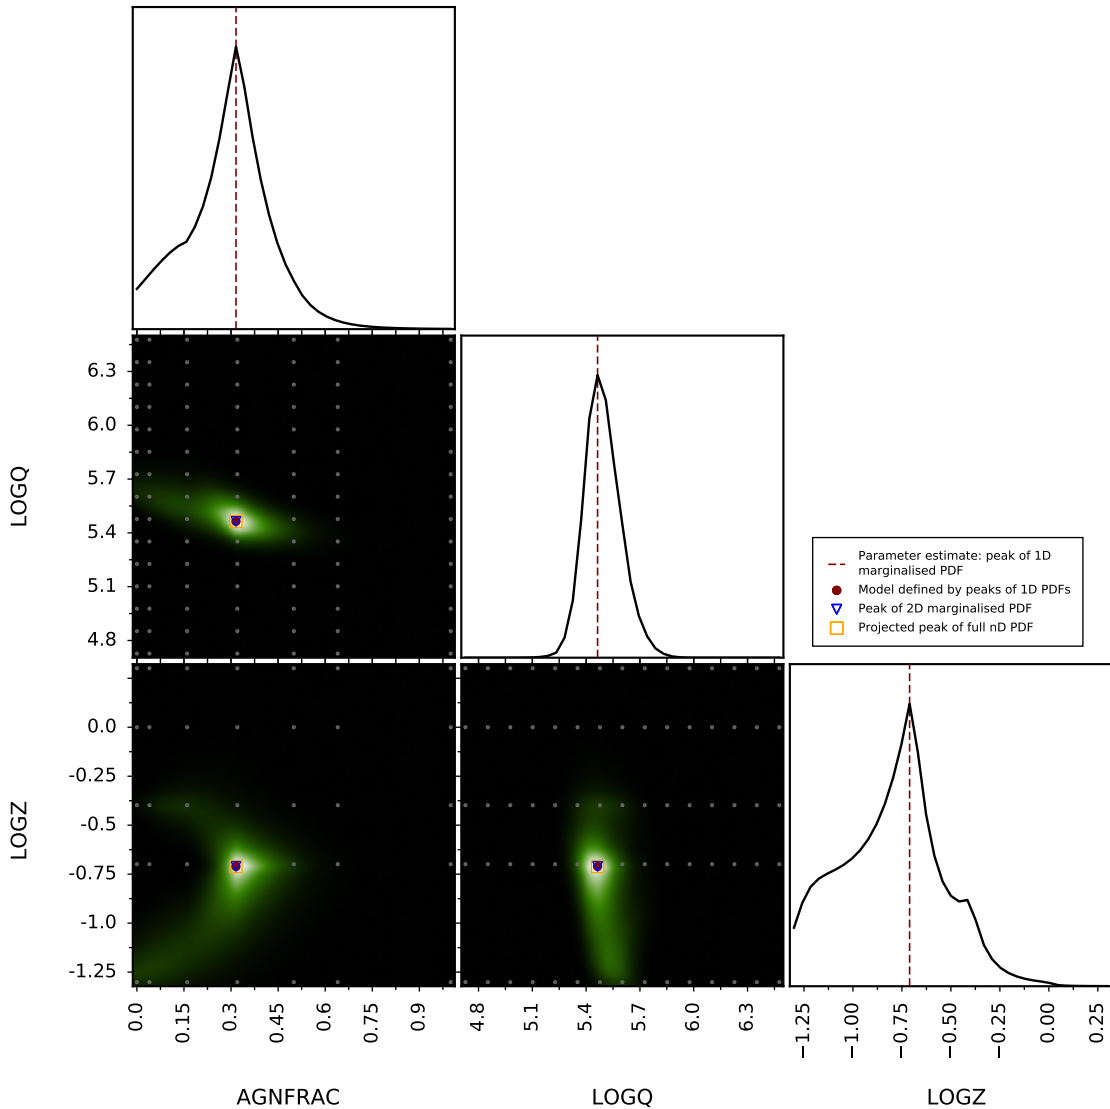 LOGQ
6.3
6.0
5.7
5.4
5.1
4.8
Parameter estimate: peak of 1D
marginalised PDF
Model defined by peaks of 1D PDFs
Peak of 2D marginalised PDF
Projected peak of full nD PDF
LOGZ
0.0
-0.25
-0.5
-0.75
-1.0
-1.25
0.0 0.15 0.3 0.45 0.6 0.75 0.9
4.8 5.1 5.4 5.7 6.0 6.3
−1.25 −1.00 −0.75 −0.50 −0.25 0.00 0.25
AGNFRAC LOGQ LOGZ